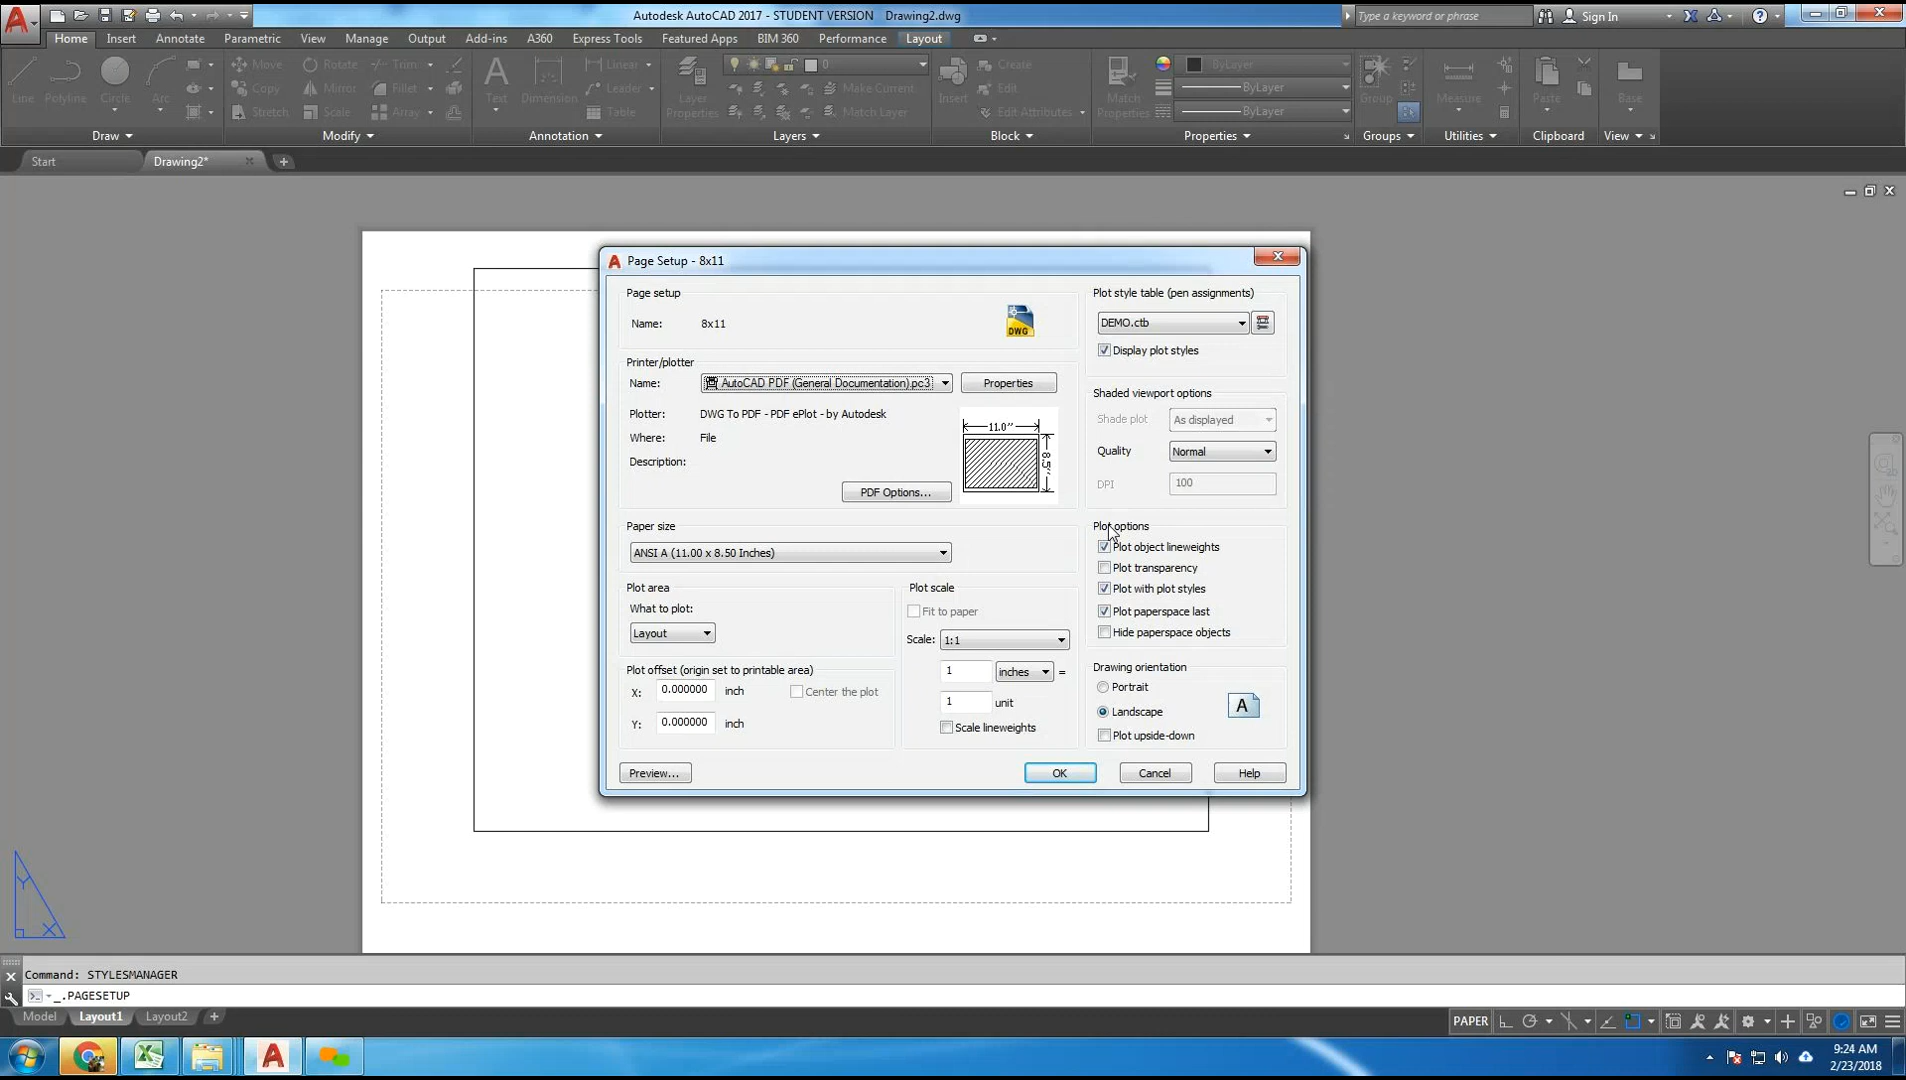 Autodesk AutoCAD 2017 - STUDENT VERSION Drawing2.dwg
Type a keyword or phrase
Sign In
Home Insert Annotate Parametric View Manage Output Add-ins A360 Express Tools Featured Apps BIM 360 Performance Layout
Line Polyline Circle Arc
Move Rotate Trim
Copy Mirror Fillet
Stretch Scale Array
Text Dimension
Linear
Leader
Table
Layer Properties
0
Make Current
Match Layer
Insert
Create
Edit
Edit Attributes
Match Properties
ByLayer
ByLayer
ByLayer
Group Measure Paste Base
Draw Modify Annotation Layers Block Properties Groups Utilities Clipboard View
Start Drawing2*
Page Setup - 8x11
Page setup
Name: 8x11
DWG
Printer/plotter
Name: AutoCAD PDF (General Documentation).pc3 Properties
Plotter: DWG To PDF - PDF ePlot - by Autodesk
Where: File
Description:
11.0''
8.5''
PDF Options...
Paper size
ANSI A (11.00 x 8.50 Inches)
Plot area
What to plot:
Layout
Plot offset (origin set to printable area)
X: 0.000000 inch Center the plot
Y: 0.000000 inch
Plot scale
Fit to paper
Scale: 1:1
1 inches =
1 unit
Scale lineweights
Plot style table (pen assignments)
DEMO.ctb
Display plot styles
Shaded viewport options
Shade plot As displayed
Quality Normal
DPI 100
Plot options
Plot object lineweights
Plot transparency
Plot with plot styles
Plot paperspace last
Hide paperspace objects
Drawing orientation
Portrait
Landscape
A
Plot upside-down
Preview... OK Cancel Help
Y
X
Command: STYLESMANAGER
_.PAGESETUP
Model Layout1 Layout2 +
PAPER
9:24 AM
2/23/2018